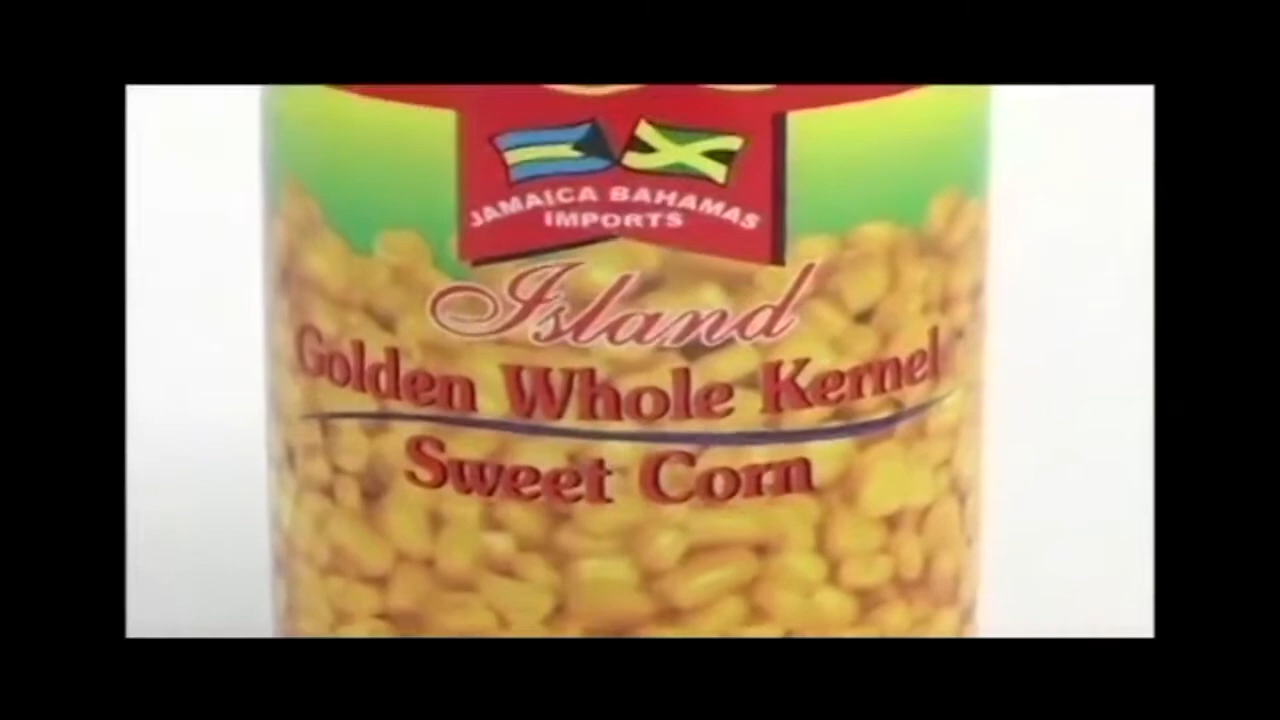 JAMAICA BAHAMAS
IMPORTS
Island
Golden Whole Kernel
Sweet Corn